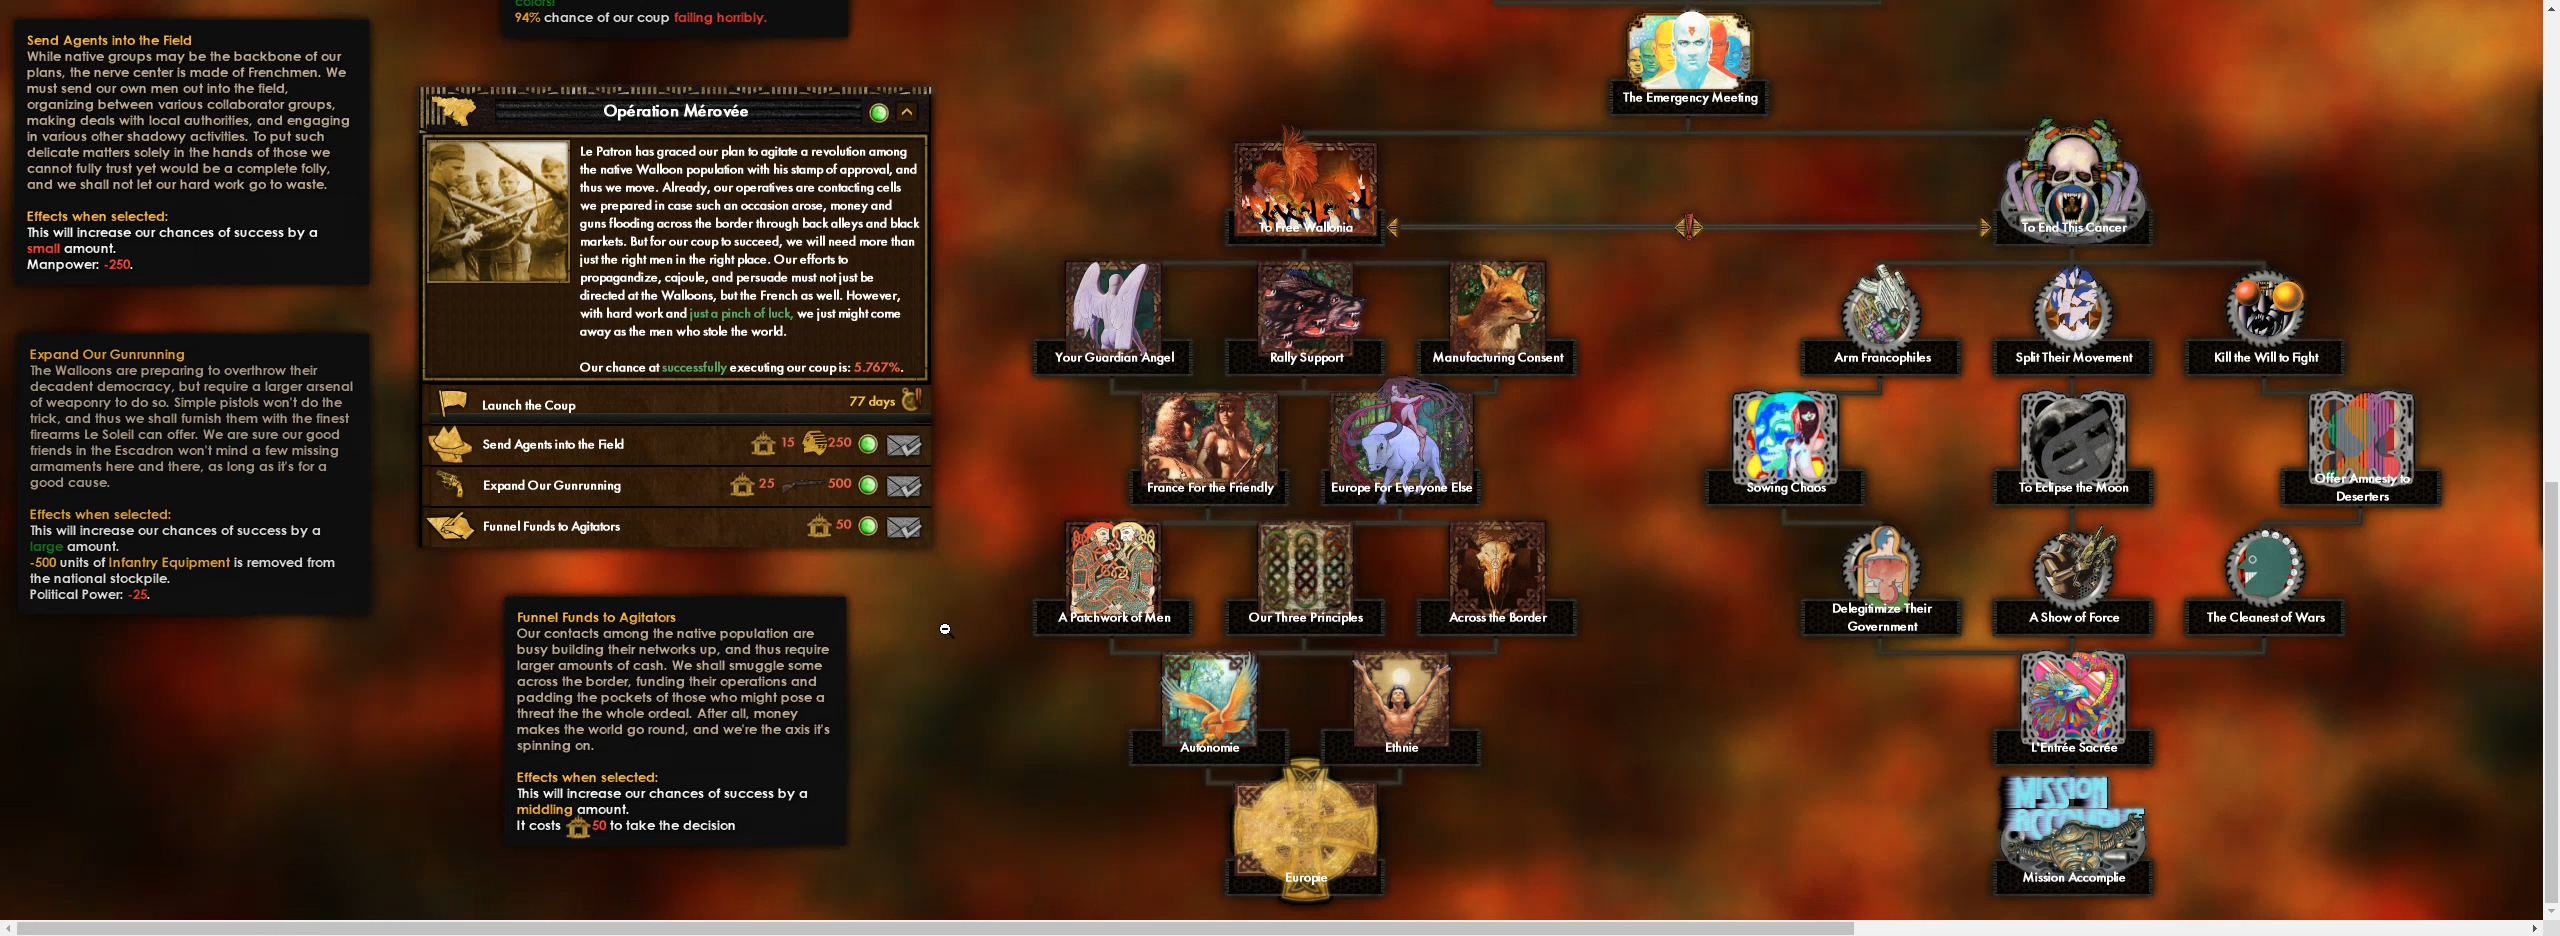 colors!
94% chance of our coup failing horribly.
Send Agents into the Field
While native groups may be the backbone of our
plans, the nerve center is made of Frenchmen. We
must send our own men out into the field,
organizing between various collaborator groups,
making deals with local authorities, and engaging
in various other shadowy activities. To put such
delicate matters solely in the hands of those we
cannot fully trust yet would be a complete folly,
and we shall not let our hard work go to waste.
Effects when selected:
This will increase our chances of success by a
small amount.
Manpower: -250.
Expand Our Gunrunning
The Walloons are preparing to overthrow their
decadent democracy, but require a larger arsenal
of weaponry to do so. Simple pistols won't do the
trick, and thus we shall furnish them with the finest
firearms Le Soleil can offer. We are sure our good
friends in the Escadron won't mind a few missing
armaments here and there, as long as it's for a
good cause.
Effects when selected:
This will increase our chances of success by a
large amount.
-500 units of Infantry Equipment is removed from
the national stockpile.
Political Power: -25.
Opération Mérovée
Le Patron has graced our plan to agitate a revolution among
the native Walloon population with his stamp of approval, and
thus we move. Already, our operatives are contacting cells
we prepared in case such an occasion arose, money and
guns flooding across the border through back alleys and black
markets. But for our coup to succeed, we will need more than
just the right men in the right place. Our efforts to
propagandize, cajoule, and persuade must not just be
directed at the Walloons, but the French as well. However,
with hard work and just a pinch of luck, we just might come
away as the men who stole the world.
Our chance at successfully executing our coup is: 5.767%.
Launch the Coup 77 days
Send Agents into the Field 15 250
Expand Our Gunrunning 25 500
Funnel Funds to Agitators 50
Funnel Funds to Agitators
Our contacts among the native population are
busy building their networks up, and thus require
larger amounts of cash. We shall smuggle some
across the border, funding their operations and
padding the pockets of those who might pose a
threat the the whole ordeal. After all, money
makes the world go round, and we're the axis it's
spinning on.
Effects when selected:
This will increase our chances of success by a
middling amount.
It costs 50 to take the decision
The Emergency Meeting
To Free Wallonia
To End This Cancer
Your Guardian Angel
Rally Support
Manufacturing Consent
Arm Francophiles
Split Their Movement
Kill the Will to Fight
France For the Friendly
Europe For Everyone Else
Sowing Chaos
To Eclipse the Moon
Offer Amnesty to
Deserters
A Patchwork of Men
Our Three Principles
Across the Border
Delegitimize Their
Government
A Show of Force
The Cleanest of Wars
Autonomie
Ethnie
L'Entrée Sacrée
MISSION
ACCOMPLIE
Europie
Mission Accomplie